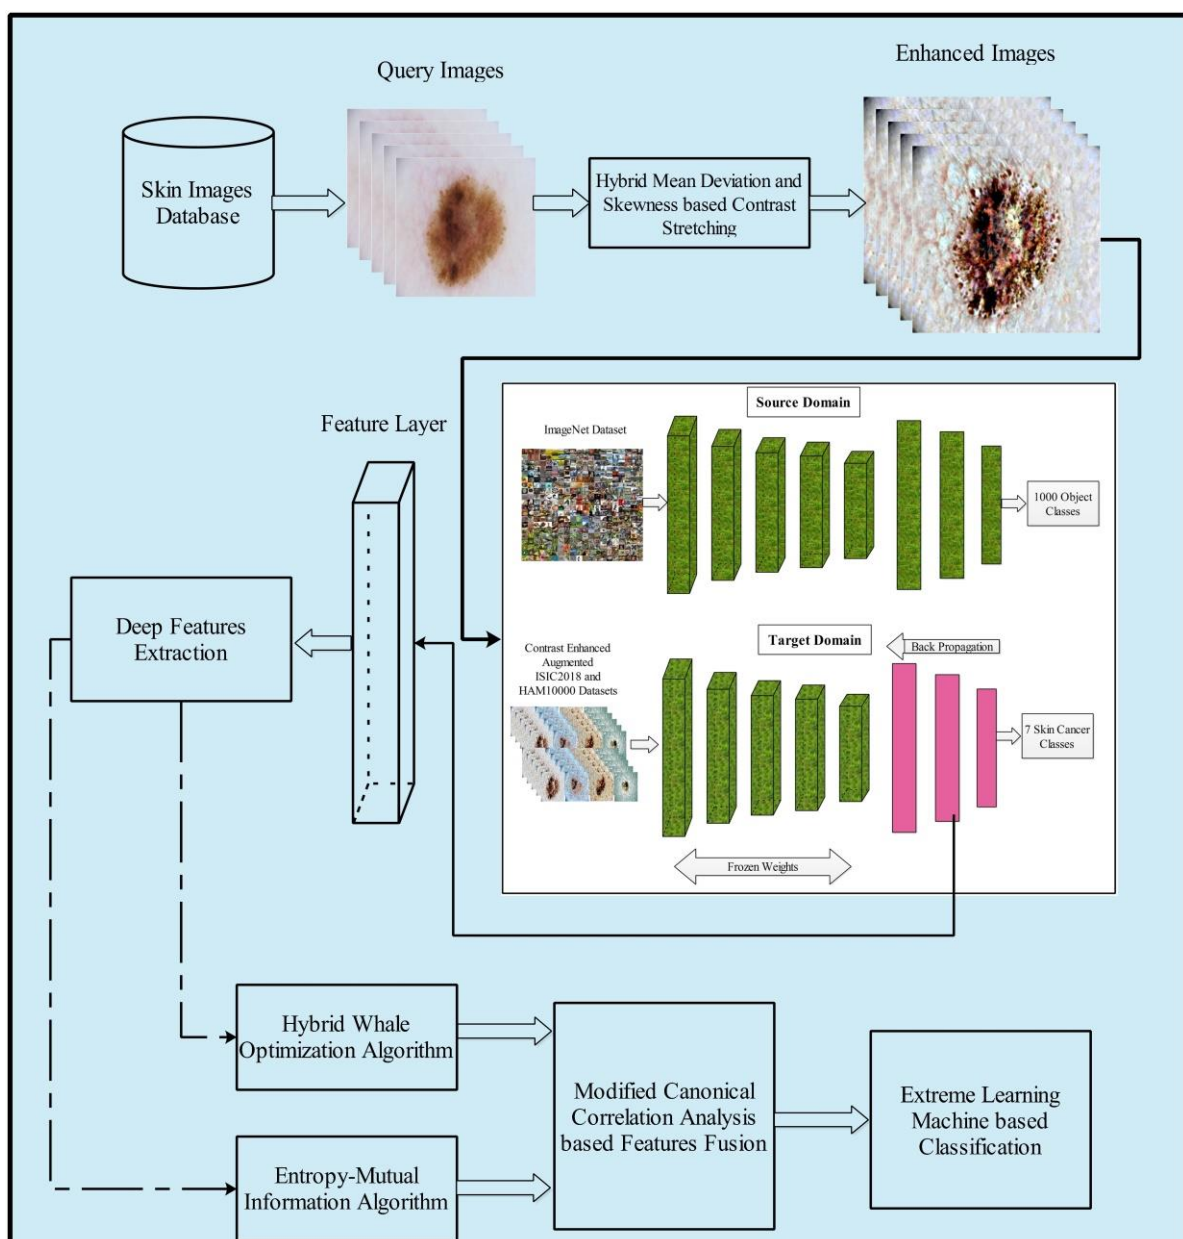 Query Images
Enhanced Images
Skin Images
Database
Hybrid Mean Deviation and
Skewness based Contrast
Stretching
Source Domain
ImageNet Dataset
1000 Object
Classes
Feature Layer
Target Domain
Back Propagation
Contrast Enhanced
Augmented
ISIC2018 and
HAM10000 Datasets
7 Skin Cancer
Classes
Frozen Weights
Deep Features
Extraction
Hybrid Whale
Optimization Algorithm
Entropy-Mutual
Information Algorithm
Modified Canonical
Correlation Analysis
based Features Fusion
Extreme Learning
Machine based
Classification